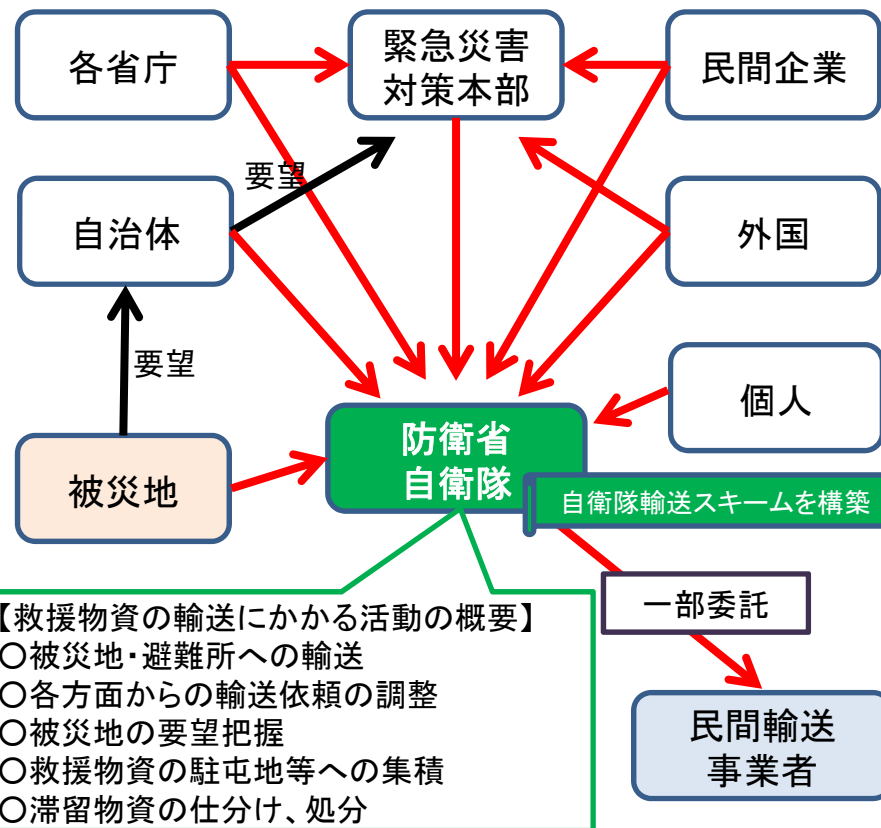 各省庁
緊急災害
対策本部
民間企業
要望
自治体
外国
要望
個人
被災地
防衛省
自衛隊
自衛隊輸送スキームを構築
一部委託
【救援物資の輸送にかかる活動の概要】
○被災地・避難所への輸送
○各方面からの輸送依頼の調整
○被災地の要望把握
○救援物資の駐屯地等への集積
○滞留物資の仕分け、処分
民間輸送
事業者